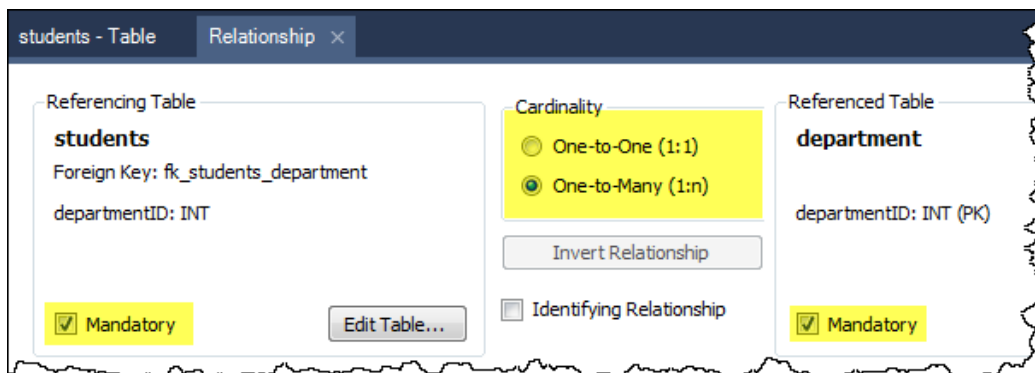 students - Table
Relationship ×
Referencing Table
students
Foreign Key: fk_students_department
departmentID: INT
Mandatory
Edit Table...
Cardinality
One-to-One (1:1)
One-to-Many (1:n)
Invert Relationship
Identifying Relationship
Referenced Table
department
departmentID: INT (PK)
Mandatory